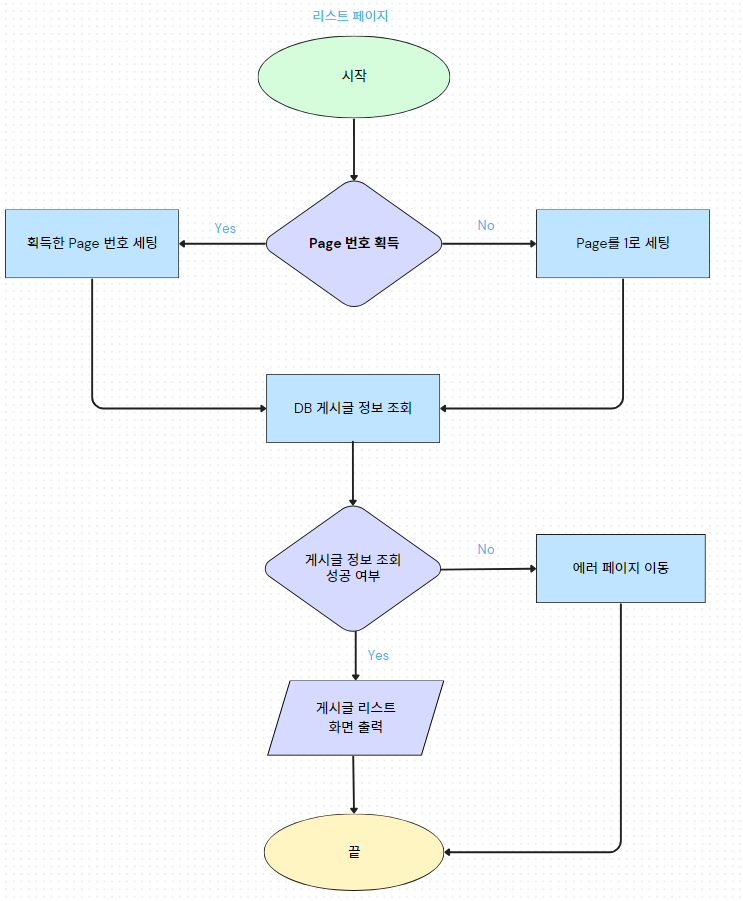 리스트 페이지
시작
Page 번호 획득
Yes
No
획득한 Page 번호 세팅
Page를 1로 세팅
DB 게시글 정보 조회
게시글 정보 조회
성공 여부
No
에러 페이지 이동
Yes
게시글 리스트
화면 출력
끝